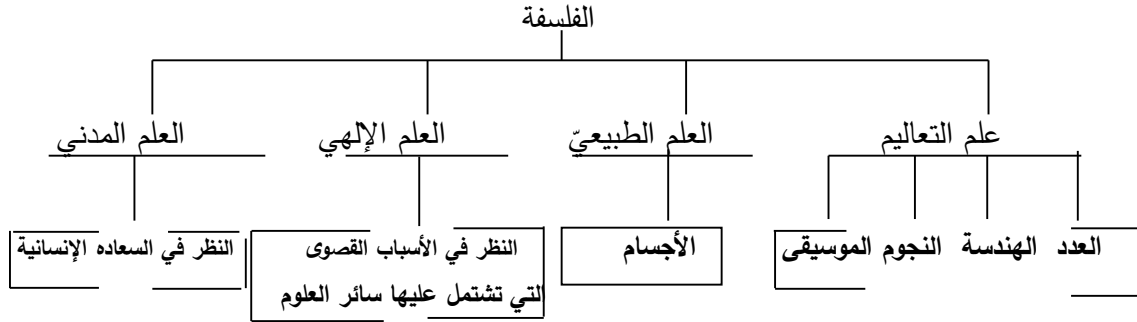 الفلسفة
علم التعاليم العلم الطبيعيّ العلم الإلهي العلم المدني
العدد الهندسة النجوم الموسيقى الأجسام النظر في الأسباب القصوى النظر في السعاده الإنسانية
التي تشتمل عليها سائر العلوم